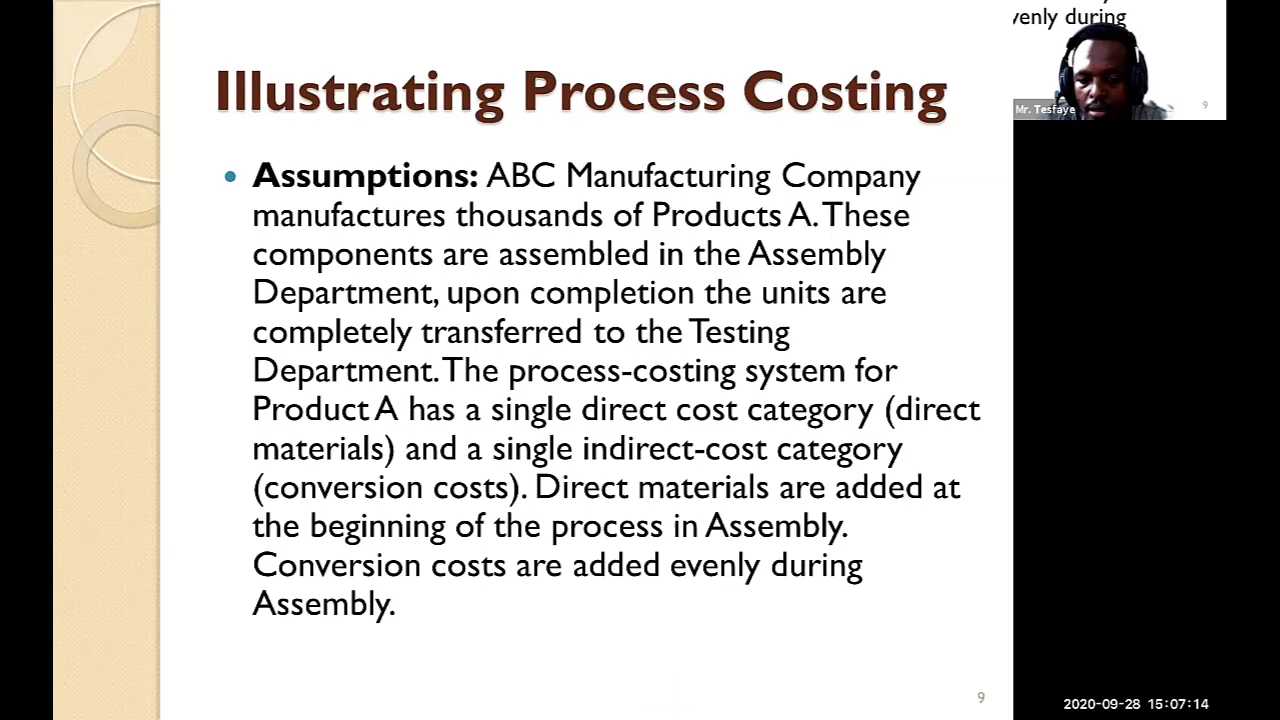 Illustrating Process Costing
• Assumptions: ABC Manufacturing Company
manufactures thousands of Products A. These
components are assembled in the Assembly
Department, upon completion the units are
completely transferred to the Testing
Department. The process-costing system for
Product A has a single direct cost category (direct
materials) and a single indirect-cost category
(conversion costs). Direct materials are added at
the beginning of the process in Assembly.
Conversion costs are added evenly during
Assembly.
9
venly during
Mr. Tesfaye
9
2020-09-28 15:07:14